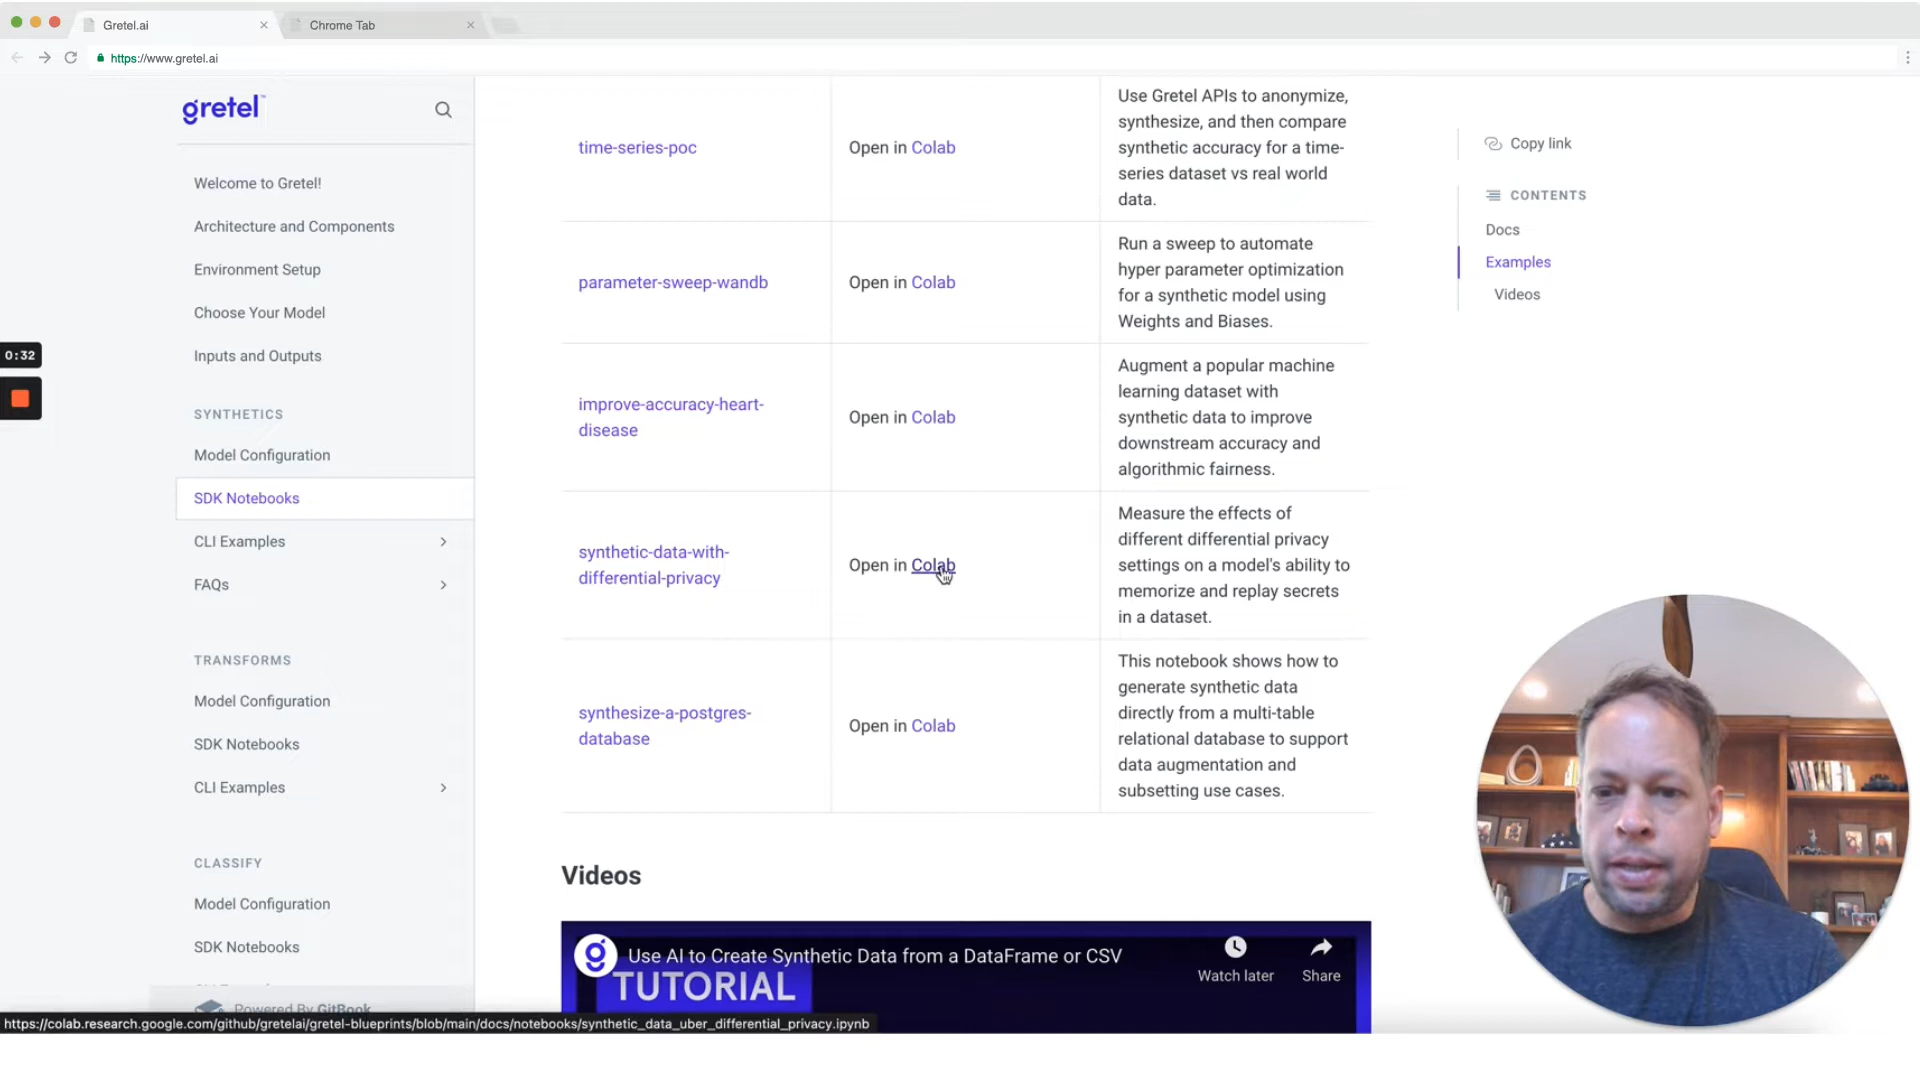 Gretel.ai
Chrome Tab
https://www.gretel.ai
gretel
Welcome to Gretel!
Architecture and Components
Environment Setup
Choose Your Model
Inputs and Outputs
0:32
SYNTHETICS
Model Configuration
SDK Notebooks
CLI Examples
FAQs
TRANSFORMS
Model Configuration
SDK Notebooks
CLI Examples
CLASSIFY
Model Configuration
SDK Notebooks
Powered By GitBook
time-series-poc
Open in Colab
Use Gretel APIs to anonymize,
synthesize, and then compare
synthetic accuracy for a time-
series dataset vs real world
data.
parameter-sweep-wandb
Open in Colab
Run a sweep to automate
hyper parameter optimization
for a synthetic model using
Weights and Biases.
improve-accuracy-heart-
disease
Open in Colab
Augment a popular machine
learning dataset with
synthetic data to improve
downstream accuracy and
algorithmic fairness.
synthetic-data-with-
differential-privacy
Open in Colab
Measure the effects of
different differential privacy
settings on a model's ability to
memorize and replay secrets
in a dataset.
synthesize-a-postgres-
database
Open in Colab
This notebook shows how to
generate synthetic data
directly from a multi-table
relational database to support
data augmentation and
subsetting use cases.
Videos
Use AI to Create Synthetic Data from a DataFrame or CSV
Watch later
Share
TUTORIAL
Copy link
CONTENTS
Docs
Examples
Videos
https://colab.research.google.com/github/gretelai/gretel-blueprints/blob/main/docs/notebooks/synthetic_data_uber_differential_privacy.ipynb